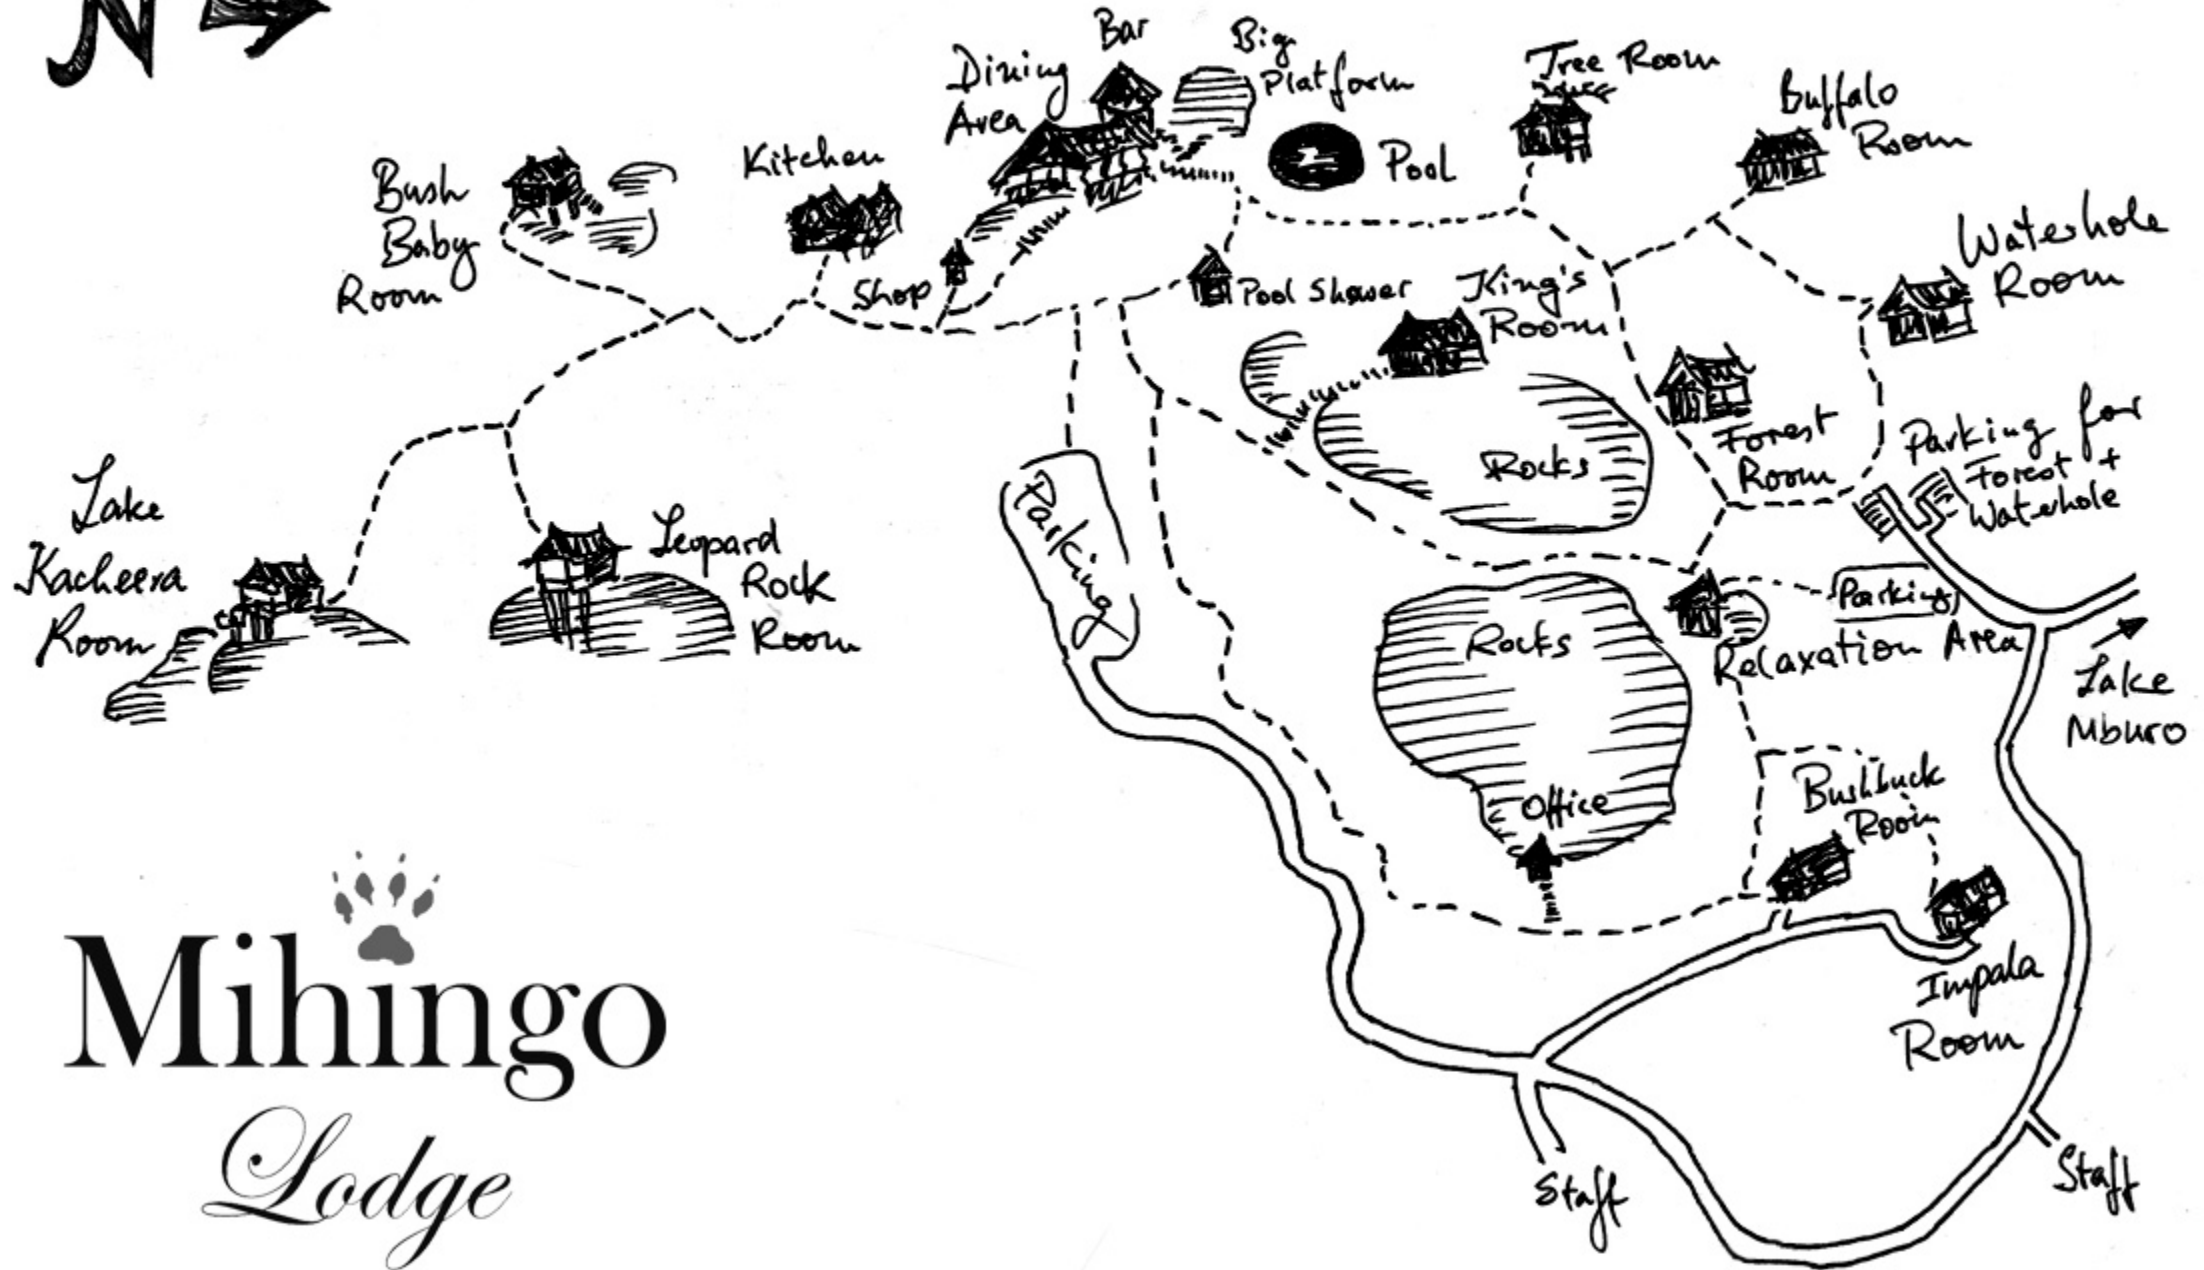 N
Bar
Big
Platform
Dining
Area
Tree Room
Buffalo
Room
Kitchen
Pool
Bush
Baby
Room
Waterhole
Room
Shop
Pool Shower
King's
Room
Rocks
Forest
Room
Parking for
Forest +
Waterhole
Lake
Kacheera
Room
Leopard
Rock
Room
Parking
Parking
Rocks
Relaxation Area
Lake
Mburo
Bushbuck
Room
Office
Impala
Room
Staff
Staff
Mihingo
Lodge